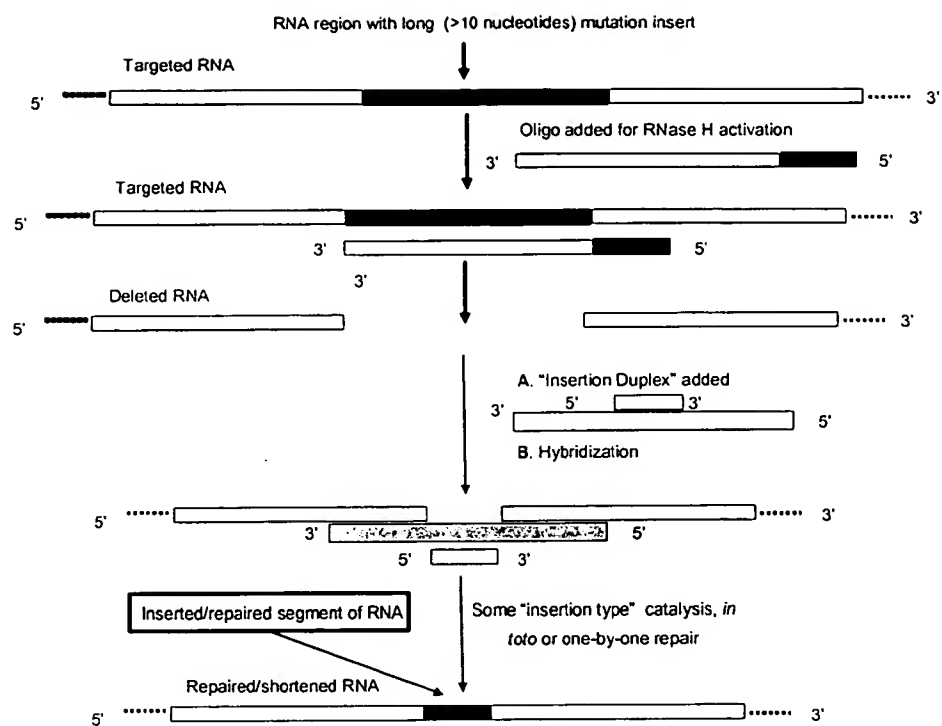 RNA region with long (>10 nucleotides) mutation insert
Targeted RNA
5' 3'
Oligo added for RNase H activation
3' 5'
Targeted RNA
5' 3'
3' 5'
3'
Deleted RNA
5' 3'
A. "Insertion Duplex" added
3' 5' 3'
5'
B. Hybridization
5' 3'
3' 5'
5' 3'
Inserted/repaired segment of RNA
Some "insertion type" catalysis, in
toto or one-by-one repair
Repaired/shortened RNA
5' 3'